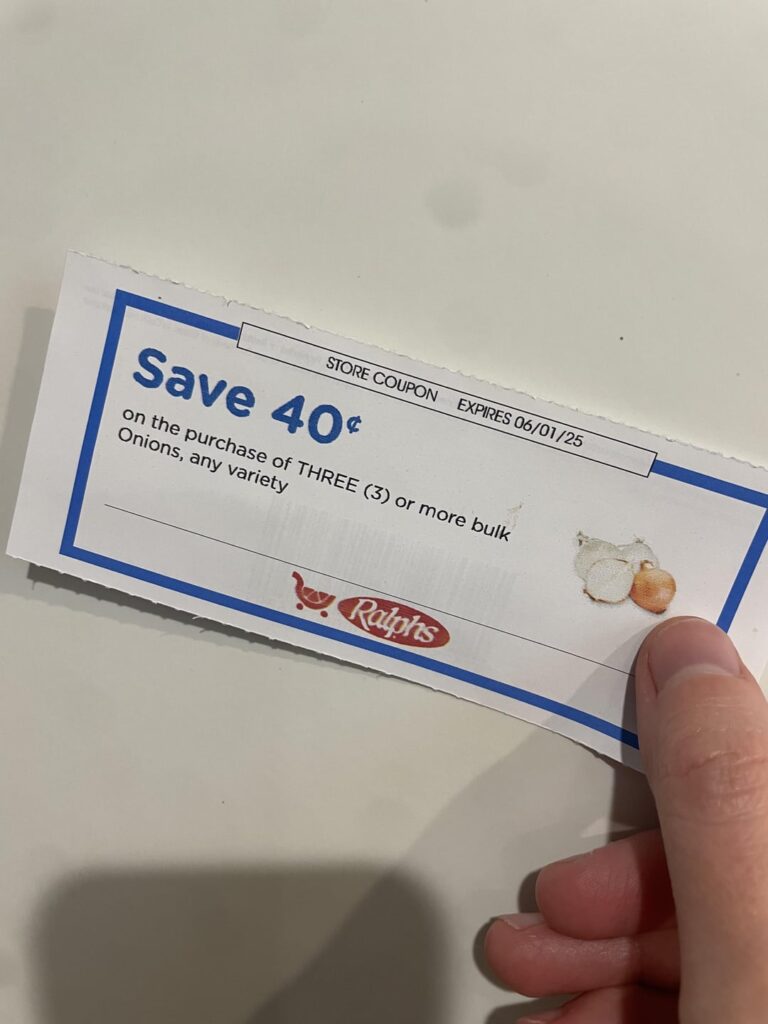 STORE COUPON EXPIRES 06/01/25
Save 40¢
on the purchase of THREE (3) or more bulk
Onions, any variety
Ralphs